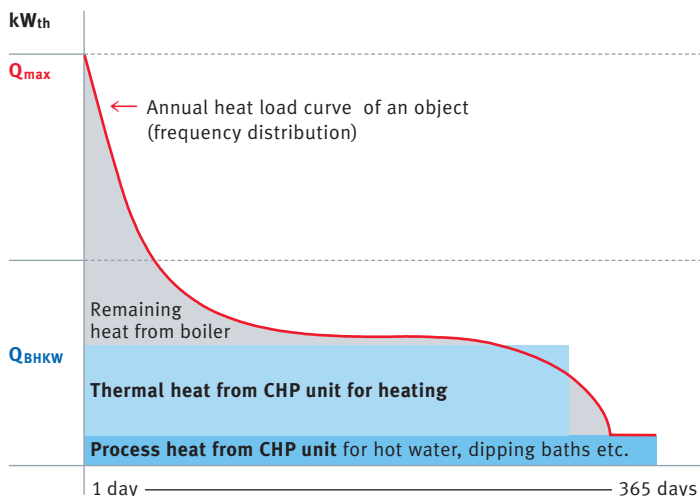 kWth
Qmax
Annual heat load curve of an object
(frequency distribution)
Remaining
heat from boiler
QBHKW
Thermal heat from CHP unit for heating
Process heat from CHP unit for hot water, dipping baths etc.
1 day
365 days